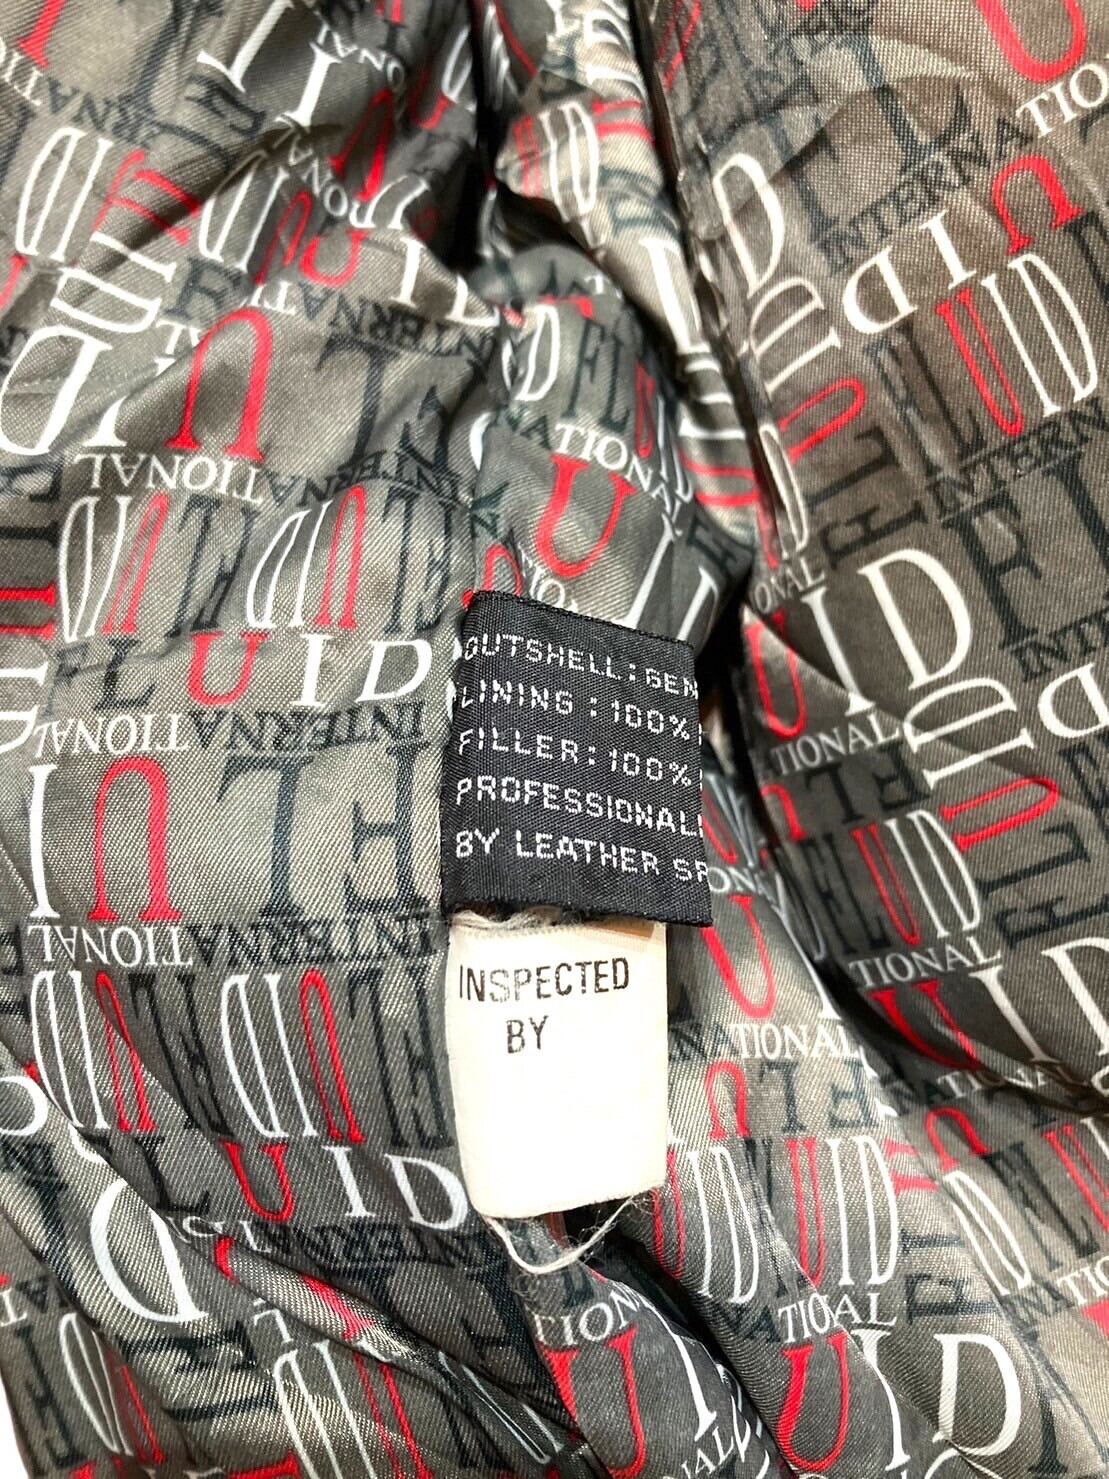 OUTSHELL: GEN
LINING : 100%
FILLER: 100%
PROFESSIONAL
BY LEATHER SP
INSPECTED
BY
FLUID
INTERNATIONAL